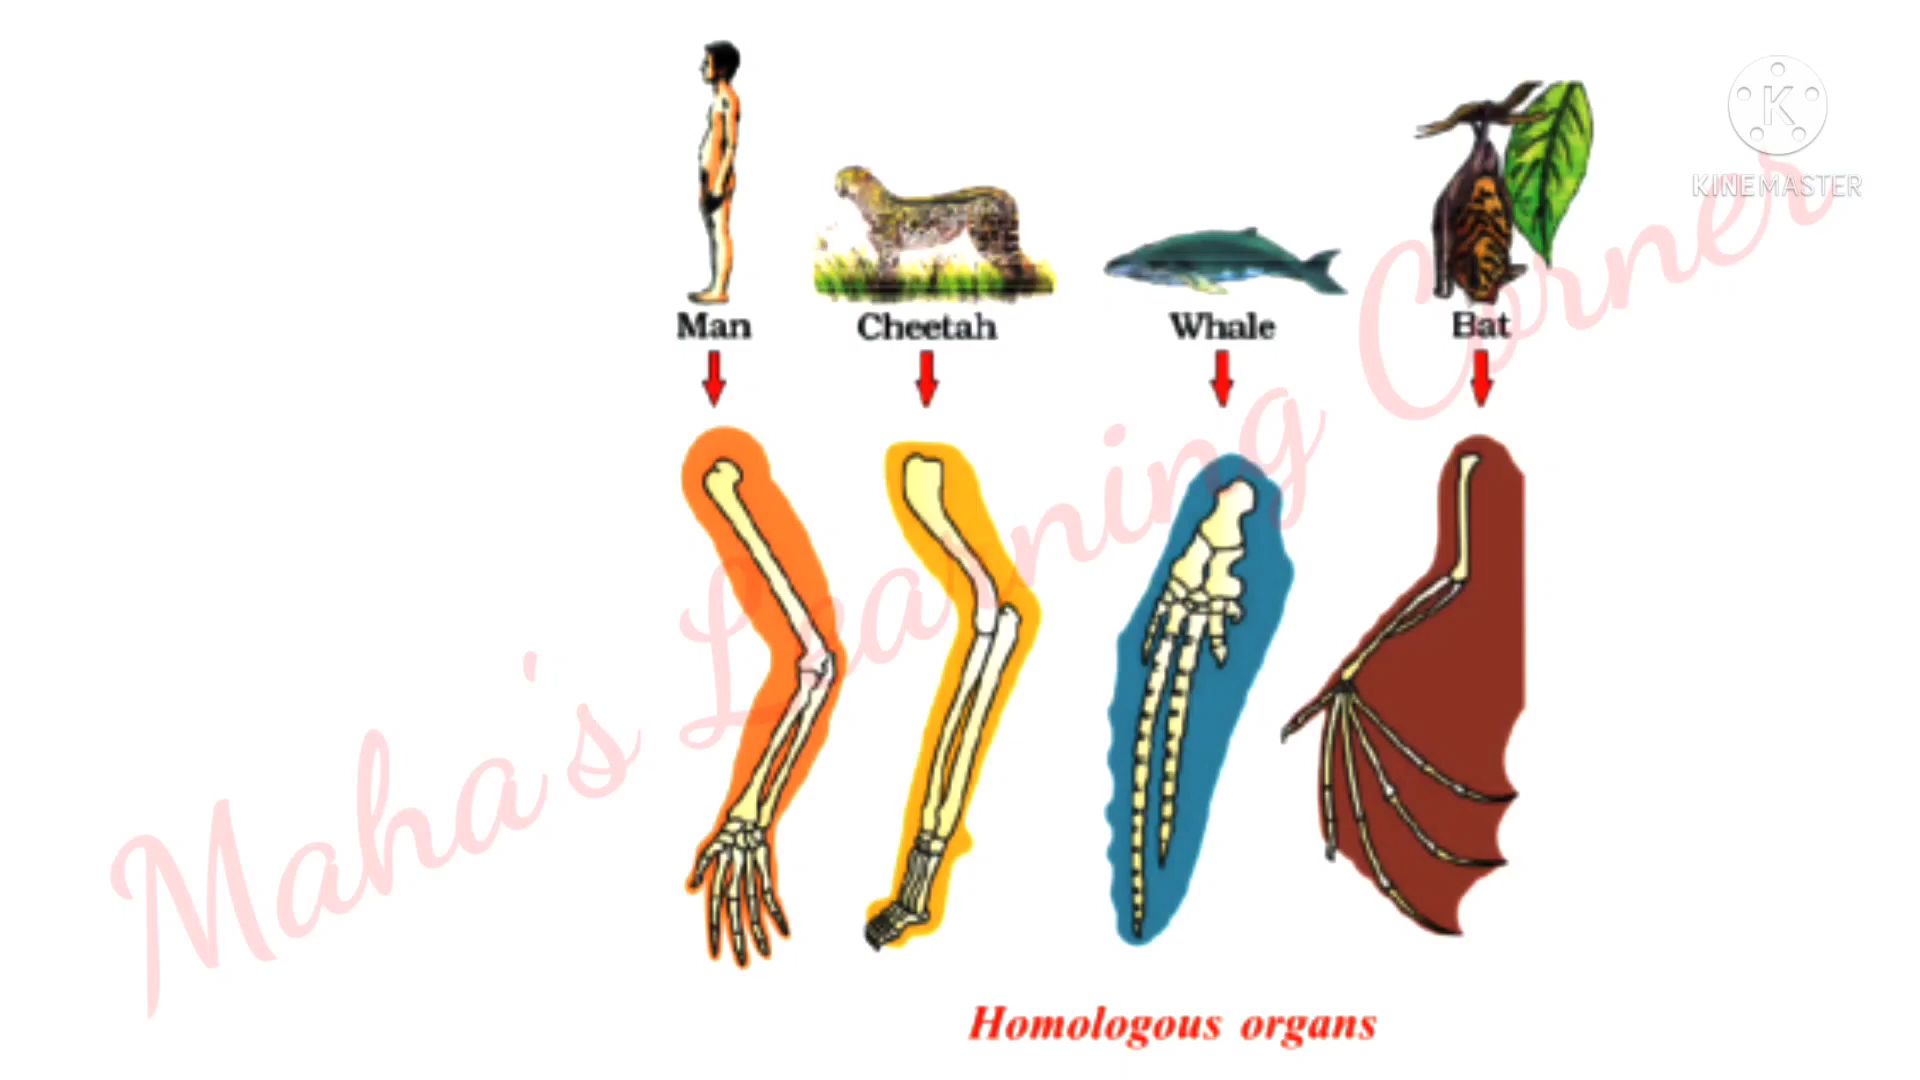 K
KINEMASTER
Man Cheetah Whale Bat
Maha's Learning Corner
Homologous organs